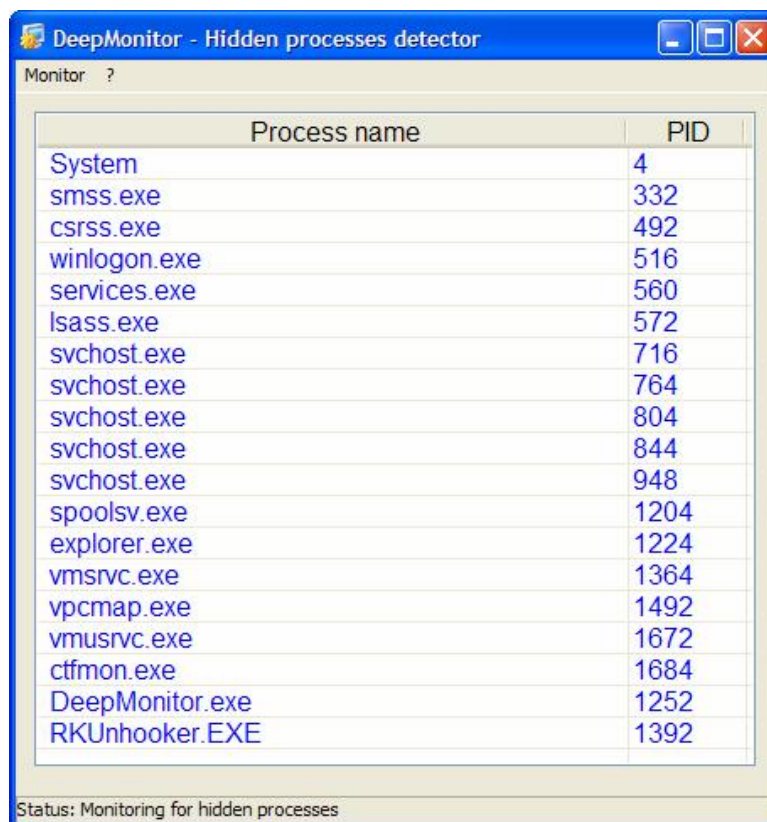 DeepMonitor - Hidden processes detector
Monitor ?
Process name PID
System 4
smss.exe 332
csrss.exe 492
winlogon.exe 516
services.exe 560
lsass.exe 572
svchost.exe 716
svchost.exe 764
svchost.exe 804
svchost.exe 844
svchost.exe 948
spoolsv.exe 1204
explorer.exe 1224
vmsrvc.exe 1364
vpcmap.exe 1492
vmusrvc.exe 1672
ctfmon.exe 1684
DeepMonitor.exe 1252
RKUnhooker.EXE 1392
Status: Monitoring for hidden processes